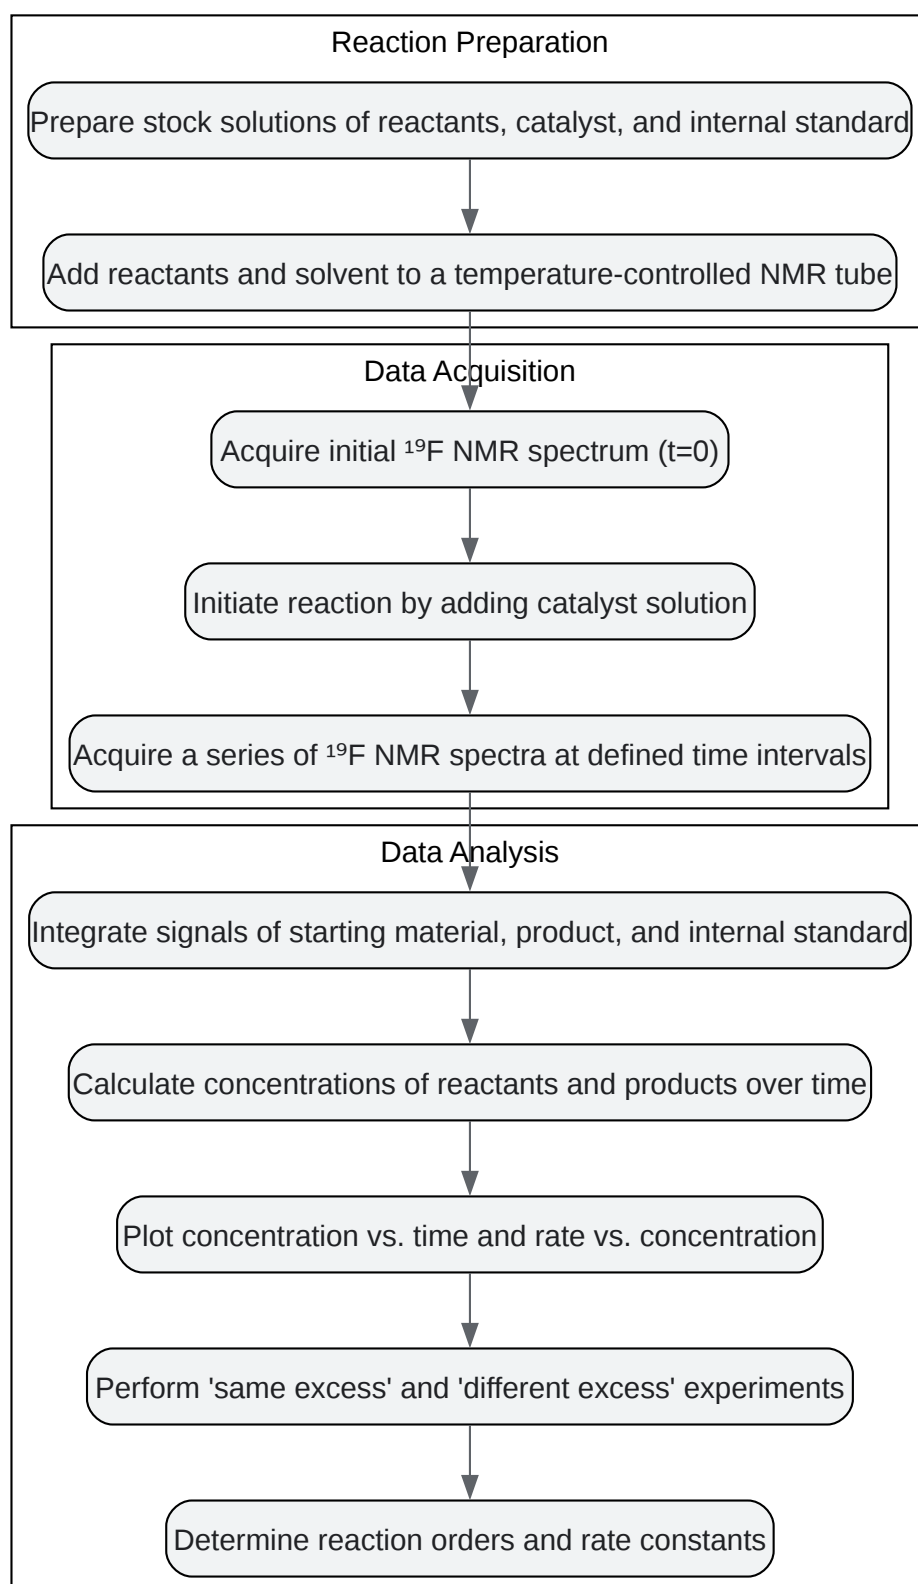 Reaction Preparation
Prepare stock solutions of reactants, catalyst, and internal standard
Add reactants and solvent to a temperature-controlled NMR tube
Data Acquisition
Acquire initial ¹⁹F NMR spectrum (t=0)
Initiate reaction by adding catalyst solution
Acquire a series of ¹⁹F NMR spectra at defined time intervals
Data Analysis
Integrate signals of starting material, product, and internal standard
Calculate concentrations of reactants and products over time
Plot concentration vs. time and rate vs. concentration
Perform 'same excess' and 'different excess' experiments
Determine reaction orders and rate constants